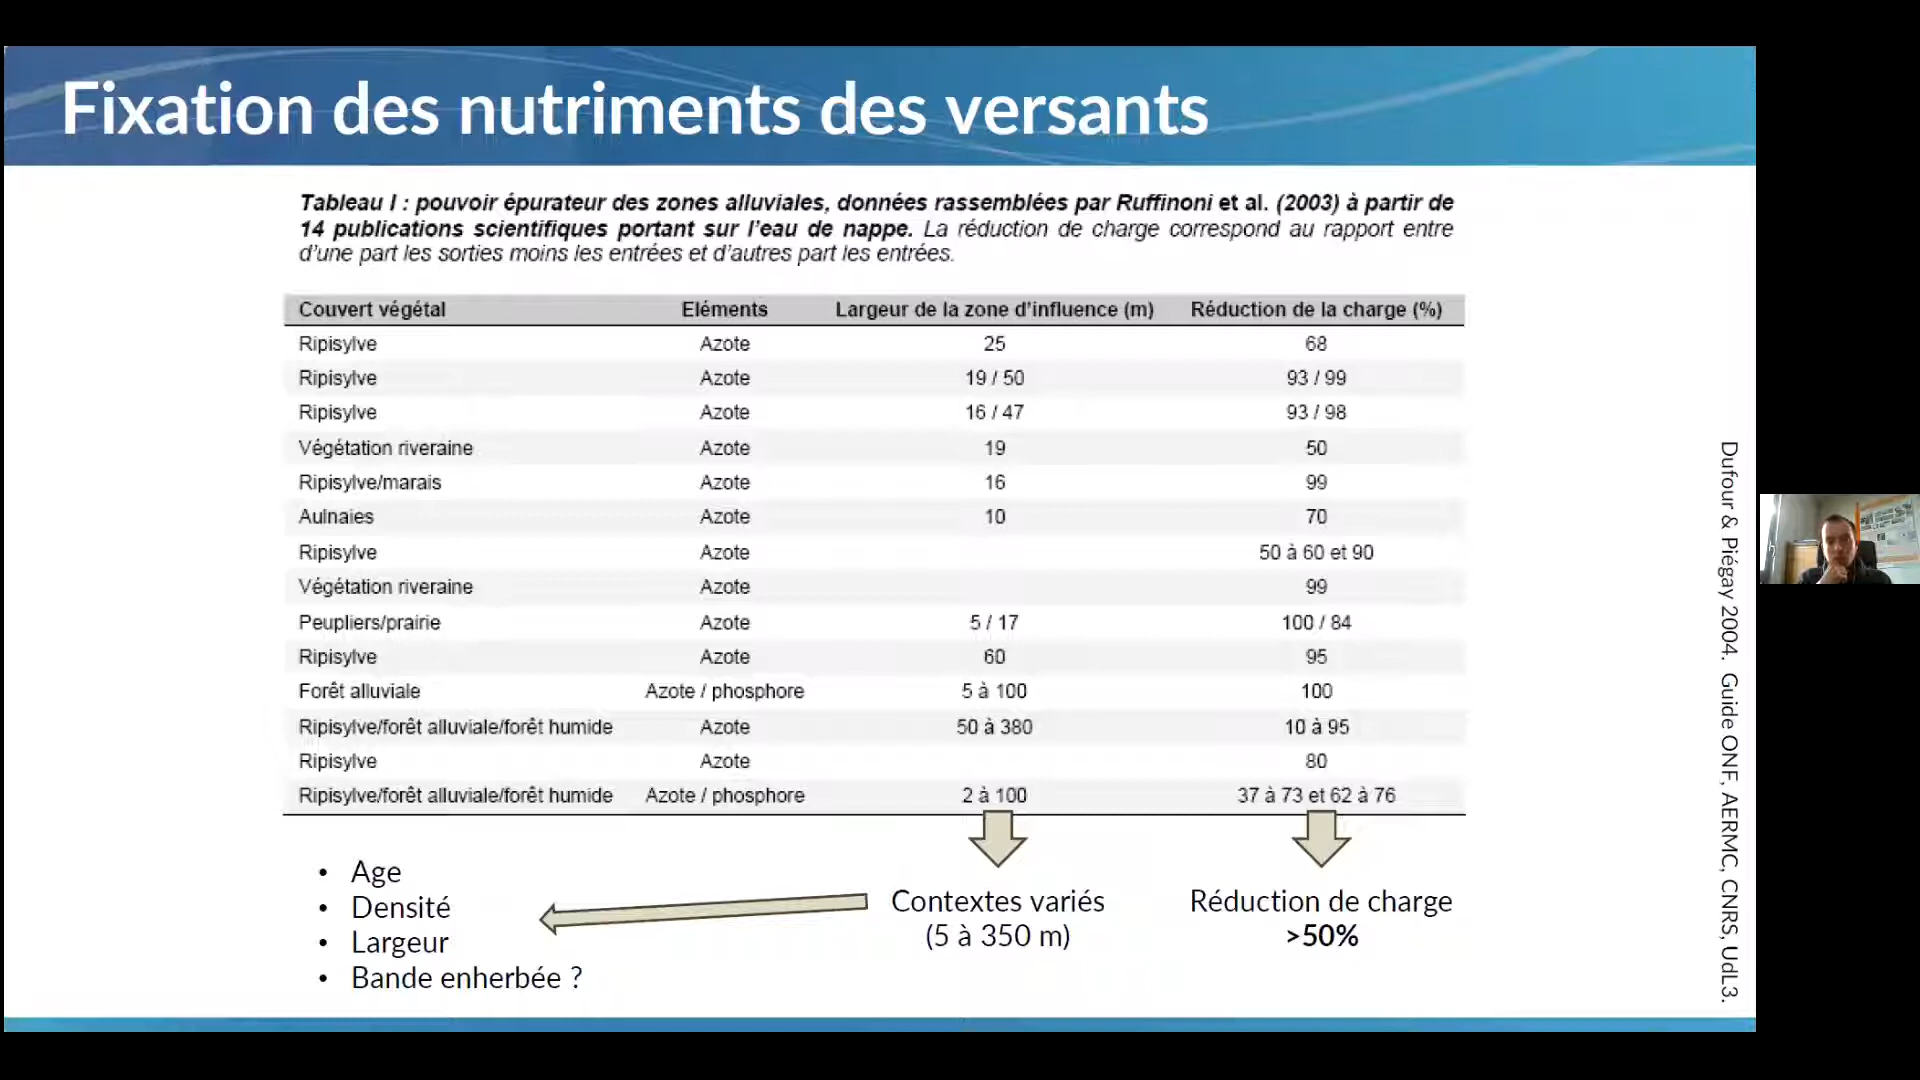 Fixation des nutriments des versants
Tableau I : pouvoir épurateur des zones alluviales, données rassemblées par Ruffinoni et al. (2003) à partir de
14 publications scientifiques portant sur l'eau de nappe. La réduction de charge correspond au rapport entre
d'une part les sorties moins les entrées et d'autres part les entrées.
Couvert végétal Eléments Largeur de la zone d'influence (m) Réduction de la charge (%)
Ripisylve Azote 25 68
Ripisylve Azote 19 / 50 93 / 99
Ripisylve Azote 16 / 47 93 / 98
Végétation riveraine Azote 19 50
Ripisylve/marais Azote 16 99
Aulnaies Azote 10 70
Ripisylve Azote 50 à 60 et 90
Végétation riveraine Azote 99
Peupliers/prairie Azote 5 / 17 100 / 84
Ripisylve Azote 60 95
Forêt alluviale Azote / phosphore 5 à 100 100
Ripisylve/forêt alluviale/forêt humide Azote 50 à 380 10 à 95
Ripisylve Azote 80
Ripisylve/forêt alluviale/forêt humide Azote / phosphore 2 à 100 37 à 73 et 62 à 76
• Age
• Densité
• Largeur
• Bande enherbée ?
Contextes variés
(5 à 350 m)
Réduction de charge
>50%
Dufour & Piégay 2004. Guide ONF, AERMC, CNRS, UdL3.